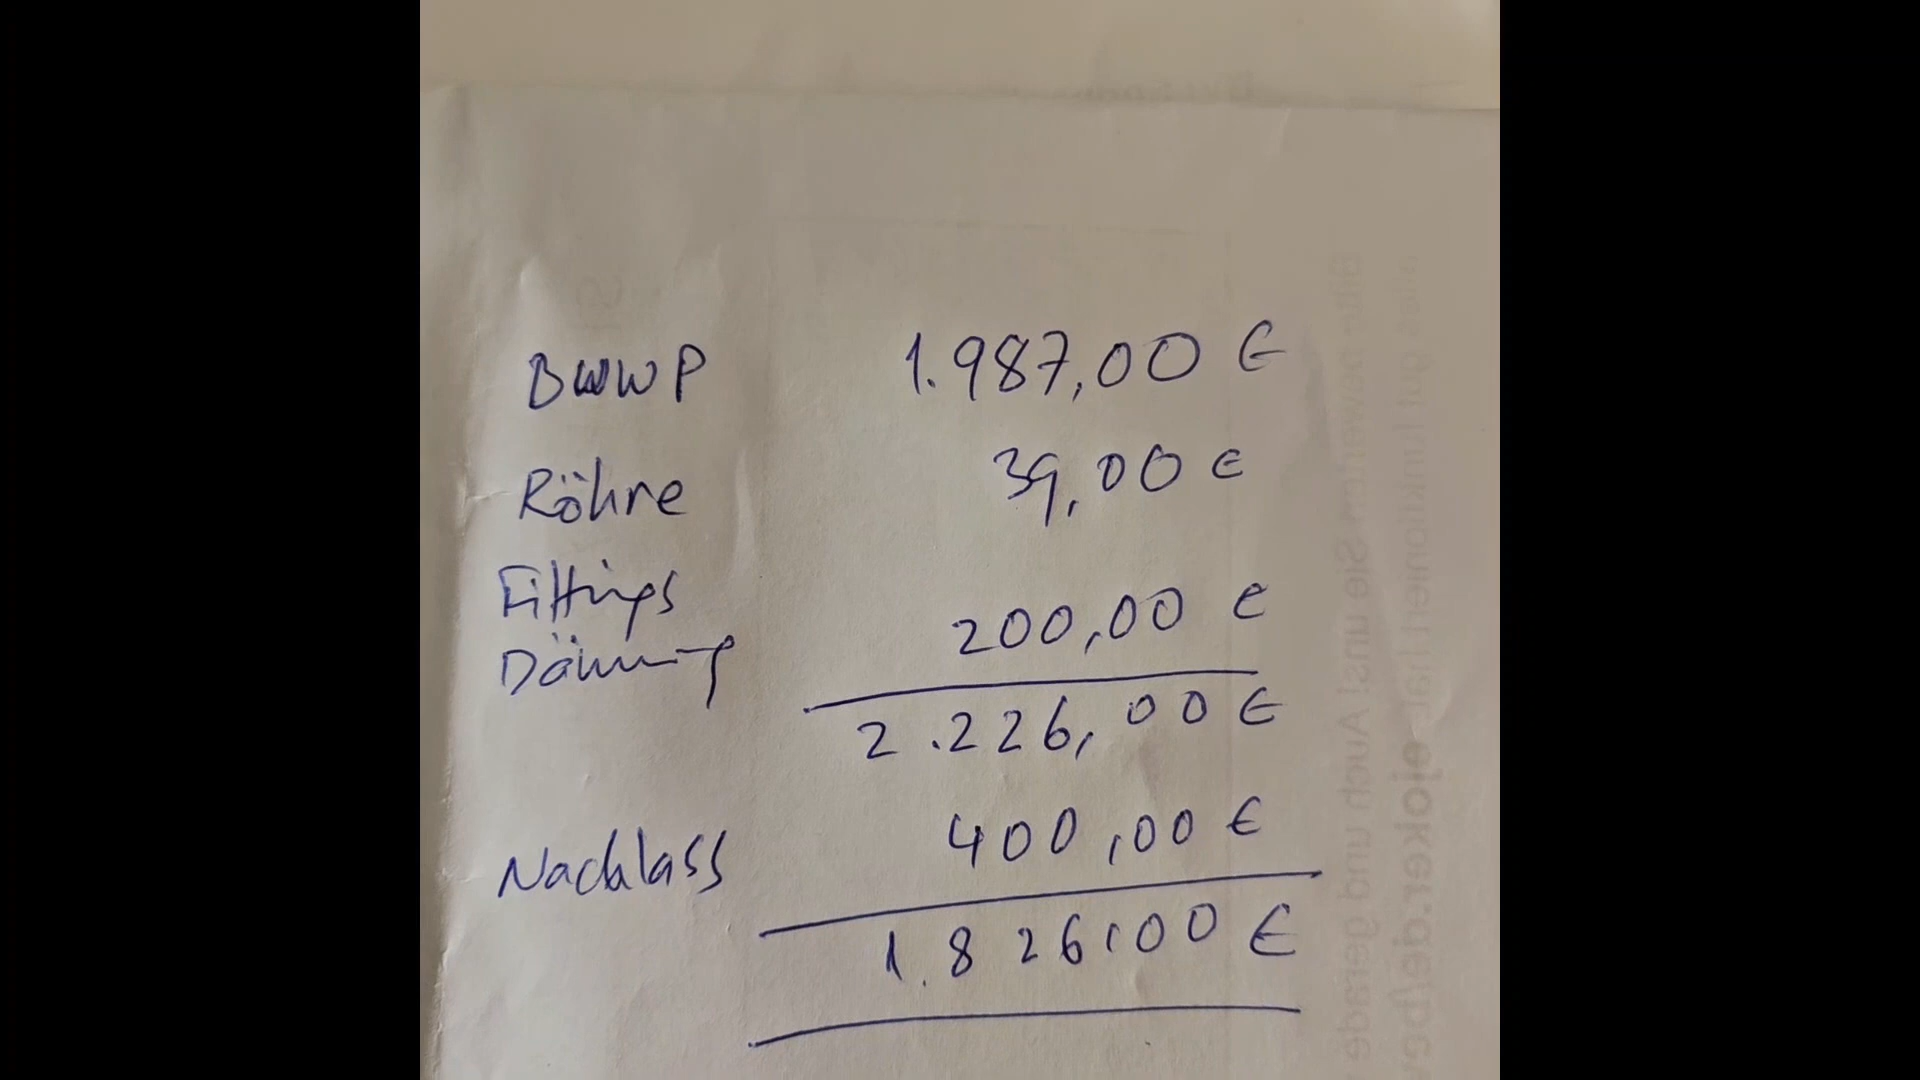 BWWP 1.987,00 €
Röhre 39,00 €
Fittings
Dämmung 200,00 €
2.226,00 €
Nachlass 400,00 €
1.826,00 €